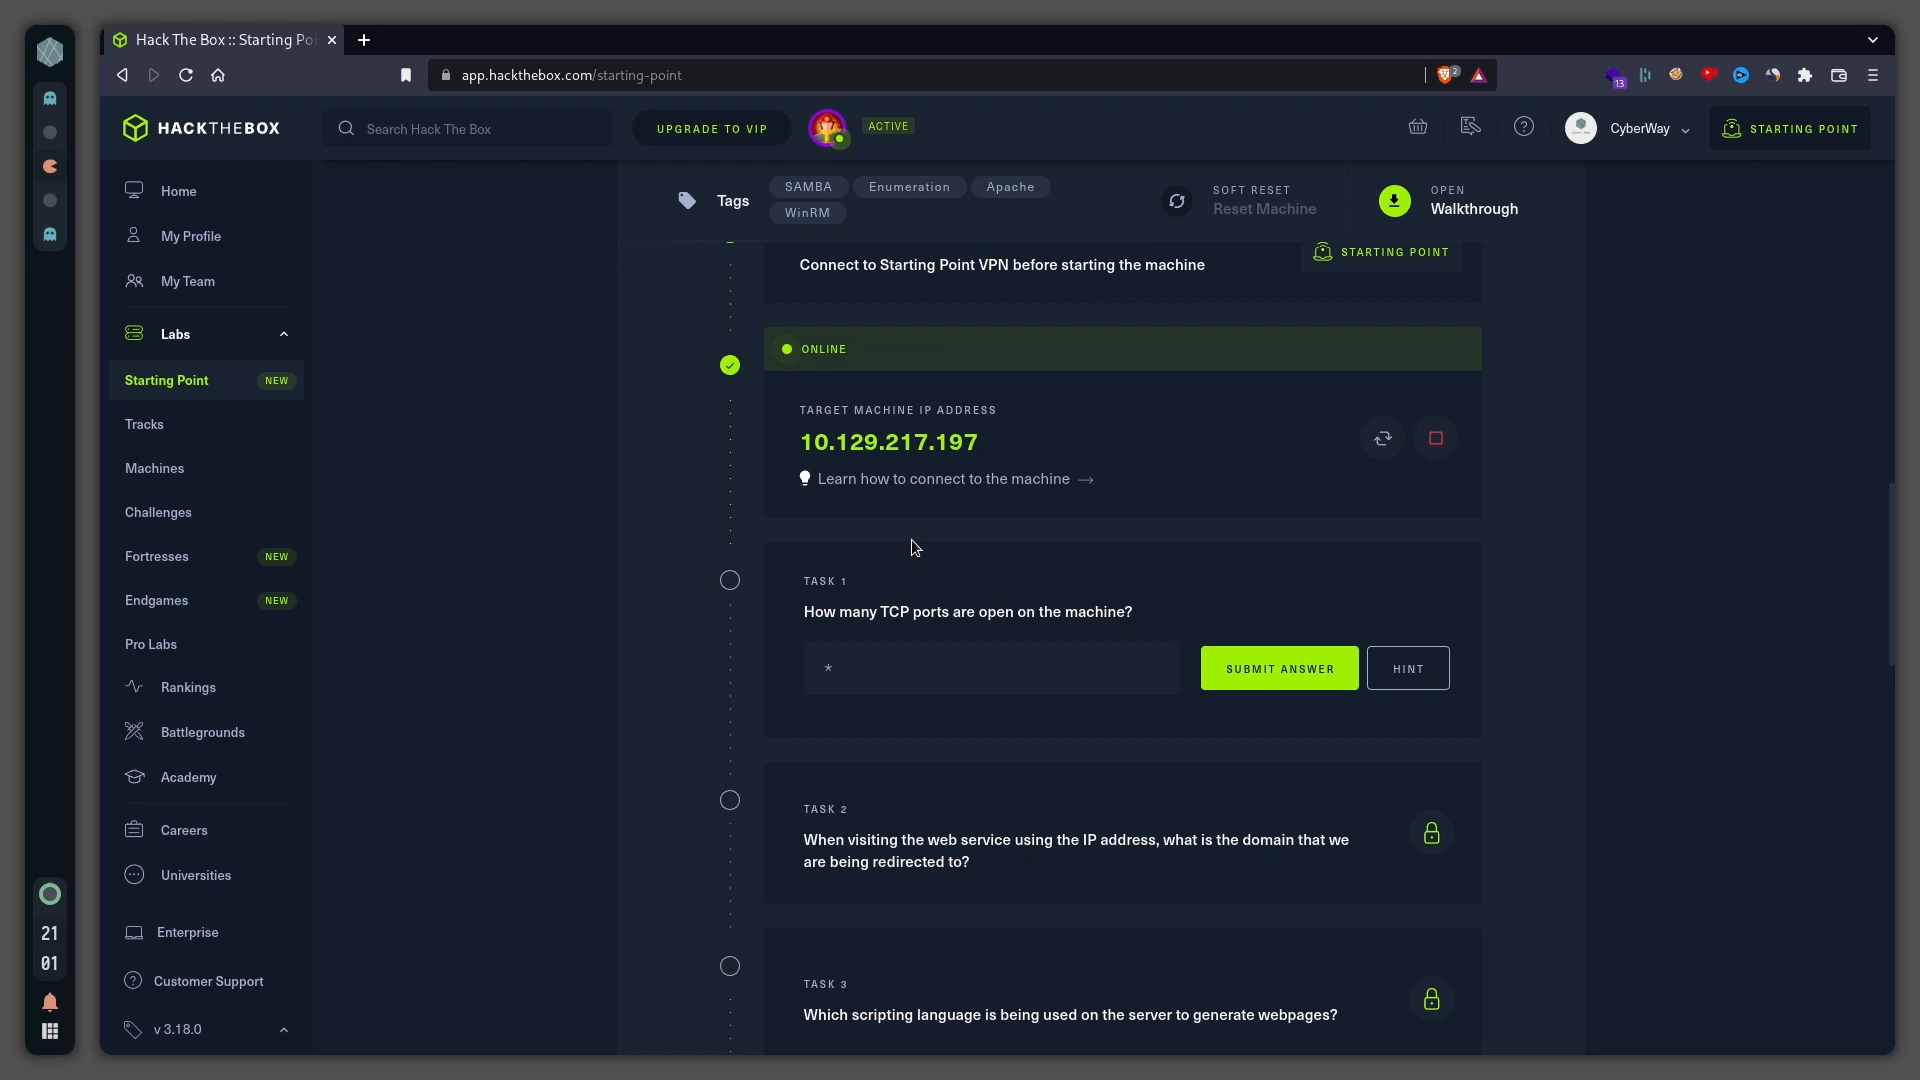 Hack The Box :: Starting Poi
app.hackthebox.com/starting-point
2
13
HACKTHEBOX
Search Hack The Box
UPGRADE TO VIP
ACTIVE
CyberWay
STARTING POINT
Home
My Profile
My Team
Labs
Starting Point NEW
Tracks
Machines
Challenges
Fortresses NEW
Endgames NEW
Pro Labs
Rankings
Battlegrounds
Academy
Careers
Universities
Enterprise
Customer Support
v 3.18.0
21
01
Tags
SAMBA Enumeration Apache
WinRM
SOFT RESET
Reset Machine
OPEN
Walkthrough
Connect to Starting Point VPN before starting the machine
STARTING POINT
ONLINE
TARGET MACHINE IP ADDRESS
10.129.217.197
Learn how to connect to the machine →
TASK 1
How many TCP ports are open on the machine?
*
SUBMIT ANSWER
HINT
TASK 2
When visiting the web service using the IP address, what is the domain that we
are being redirected to?
TASK 3
Which scripting language is being used on the server to generate webpages?